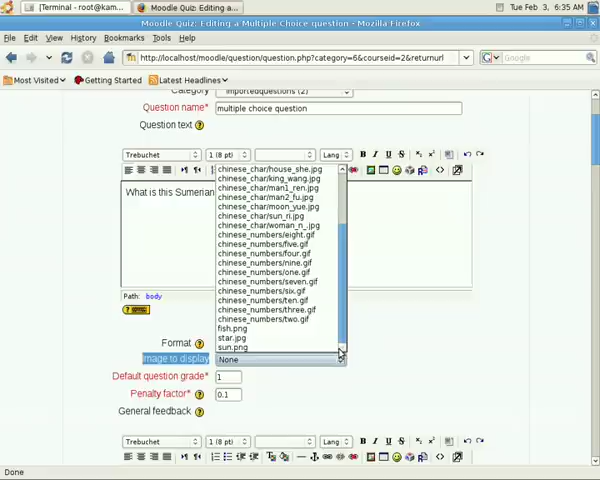 [Terminal - root@kam...
Moodle Quiz: Editing a ...
Tue Feb 3, 6:35 AM
Moodle Quiz: Editing a Multiple Choice question - Mozilla Firefox
File Edit View History Bookmarks Tools Help
http://localhost/moodle/question/question.php?category=6&courseid=2&returnurl
Google
Most Visited
Getting Started
Latest Headlines
Category
importedquestions (2)
Question name*
multiple choice question
Question text
Trebuchet
1 (8 pt)
Lang
B I U S x₂ x²
What is this Sumerian
chinese_char/house_she.jpg
chinese_char/king_wang.jpg
chinese_char/man1_ren.jpg
chinese_char/man2_fu.jpg
chinese_char/moon_yue.jpg
chinese_char/sun_ri.jpg
chinese_char/woman_n_.jpg
chinese_numbers/eight.gif
chinese_numbers/five.gif
chinese_numbers/four.gif
chinese_numbers/nine.gif
chinese_numbers/one.gif
chinese_numbers/seven.gif
chinese_numbers/six.gif
chinese_numbers/ten.gif
chinese_numbers/three.gif
chinese_numbers/two.gif
fish.png
star.jpg
sun.png
Path: body
Format
Image to display
None
Default question grade*
1
Penalty factor*
0.1
General feedback
Trebuchet
1 (8 pt)
Lang
B I U S x₂ x²
Done